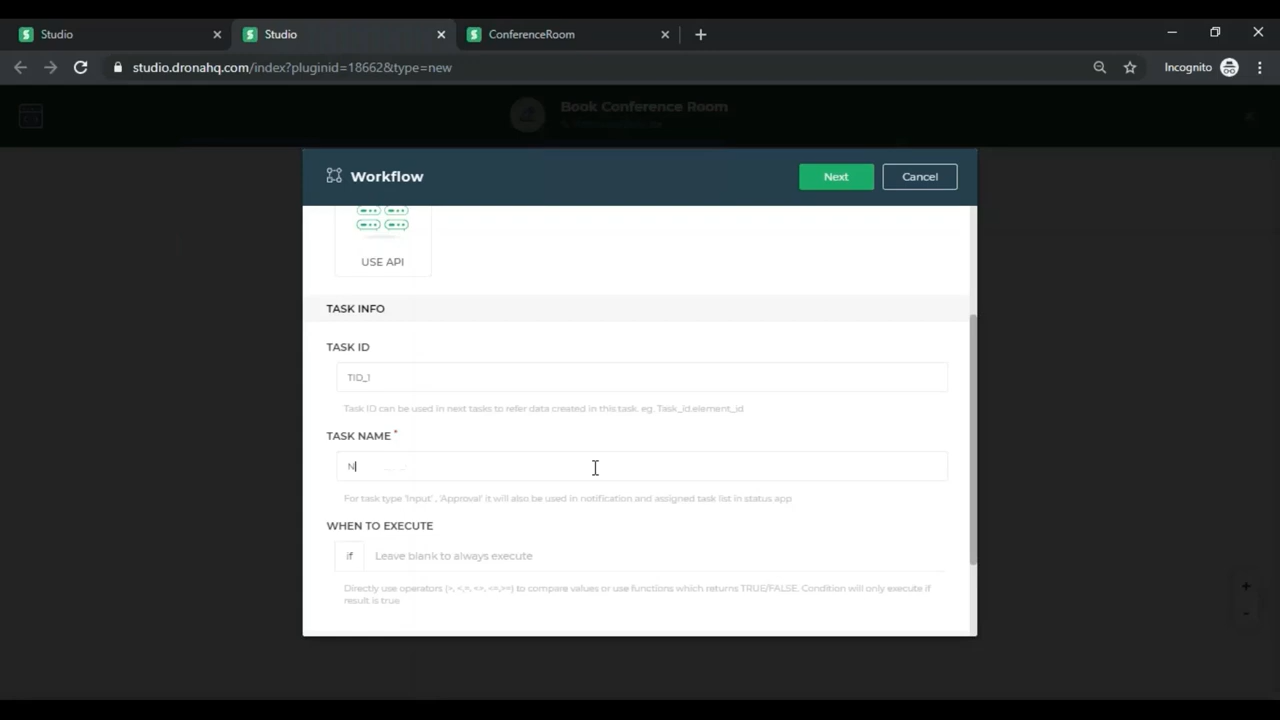 Studio
Studio
ConferenceRoom
studio.dronahq.com/index?pluginid=18662&type=new
Incognito
Book Conference Room
Workflow
Next
Cancel
USE API
TASK INFO
TASK ID
TID_1
Task ID can be used in next tasks to refer data created in this task. eg. Task_id.element_id
TASK NAME *
N
For task type 'Input' , 'Approval' it will also be used in notification and assigned task list in status app
WHEN TO EXECUTE
if
Leave blank to always execute
Directly use operators (>, <,=, <>, <=,>=) to compare values or use functions which returns TRUE/FALSE. Condition will only execute if
result is true